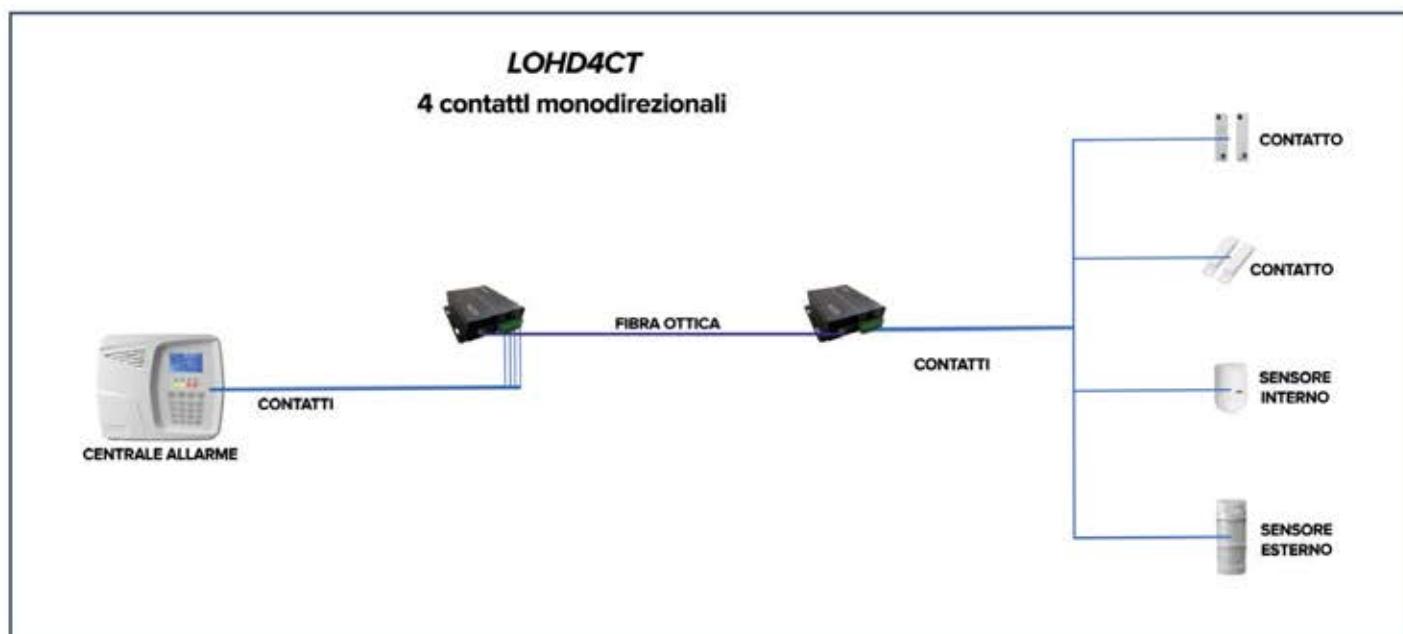 LOHD4CT
4 contattI monodirezionali
CONTATTO
CONTATTO
FIBRA OTTICA
CONTATTI
SENSORE
INTERNO
CONTATTI
CENTRALE ALLARME
SENSORE
ESTERNO